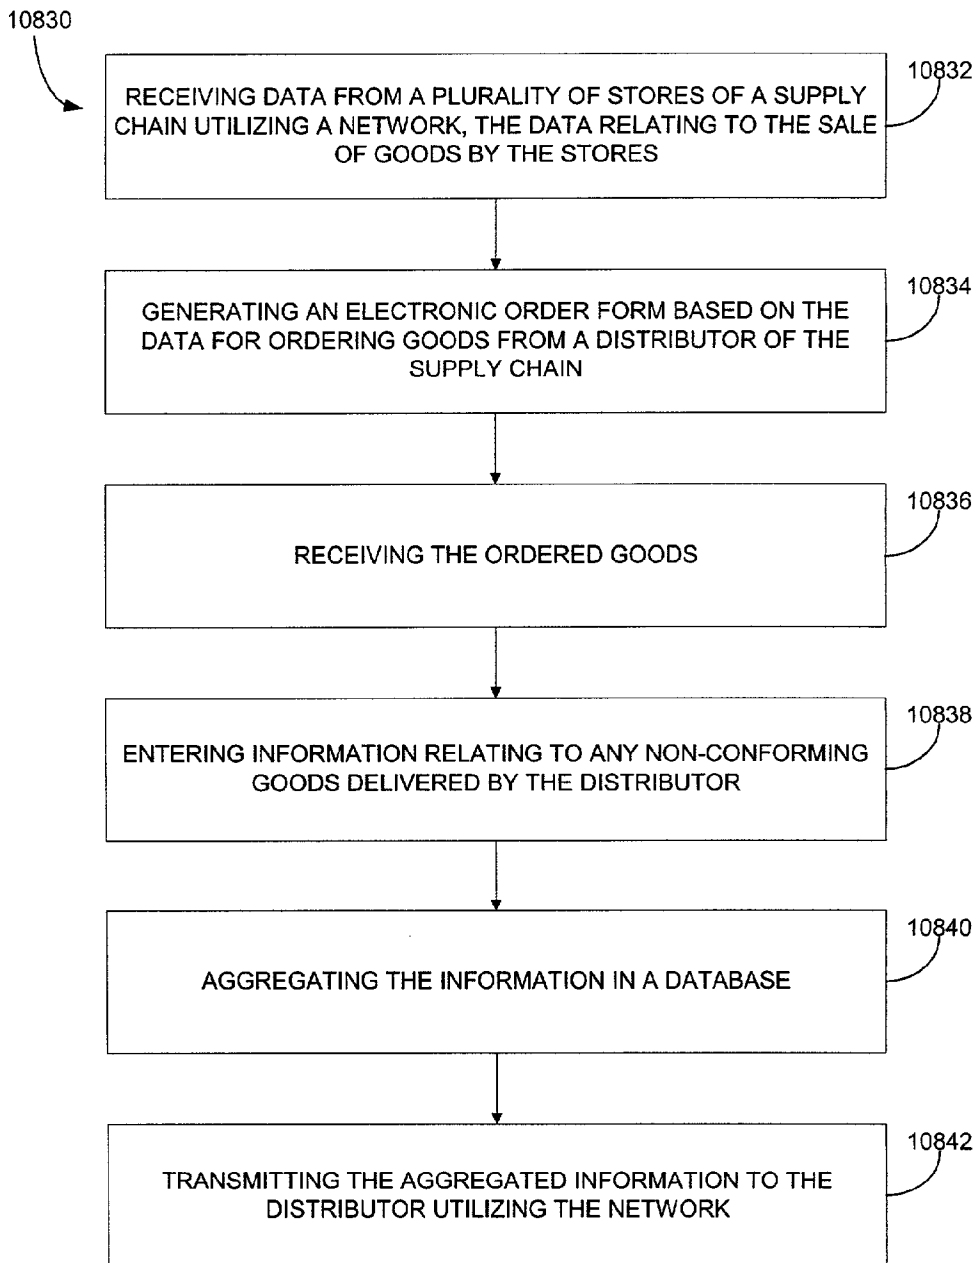 10830
10832
RECEIVING DATA FROM A PLURALITY OF STORES OF A SUPPLY
CHAIN UTILIZING A NETWORK, THE DATA RELATING TO THE SALE
OF GOODS BY THE STORES
10834
GENERATING AN ELECTRONIC ORDER FORM BASED ON THE
DATA FOR ORDERING GOODS FROM A DISTRIBUTOR OF THE
SUPPLY CHAIN
10836
RECEIVING THE ORDERED GOODS
10838
ENTERING INFORMATION RELATING TO ANY NON-CONFORMING
GOODS DELIVERED BY THE DISTRIBUTOR
10840
AGGREGATING THE INFORMATION IN A DATABASE
10842
TRANSMITTING THE AGGREGATED INFORMATION TO THE
DISTRIBUTOR UTILIZING THE NETWORK